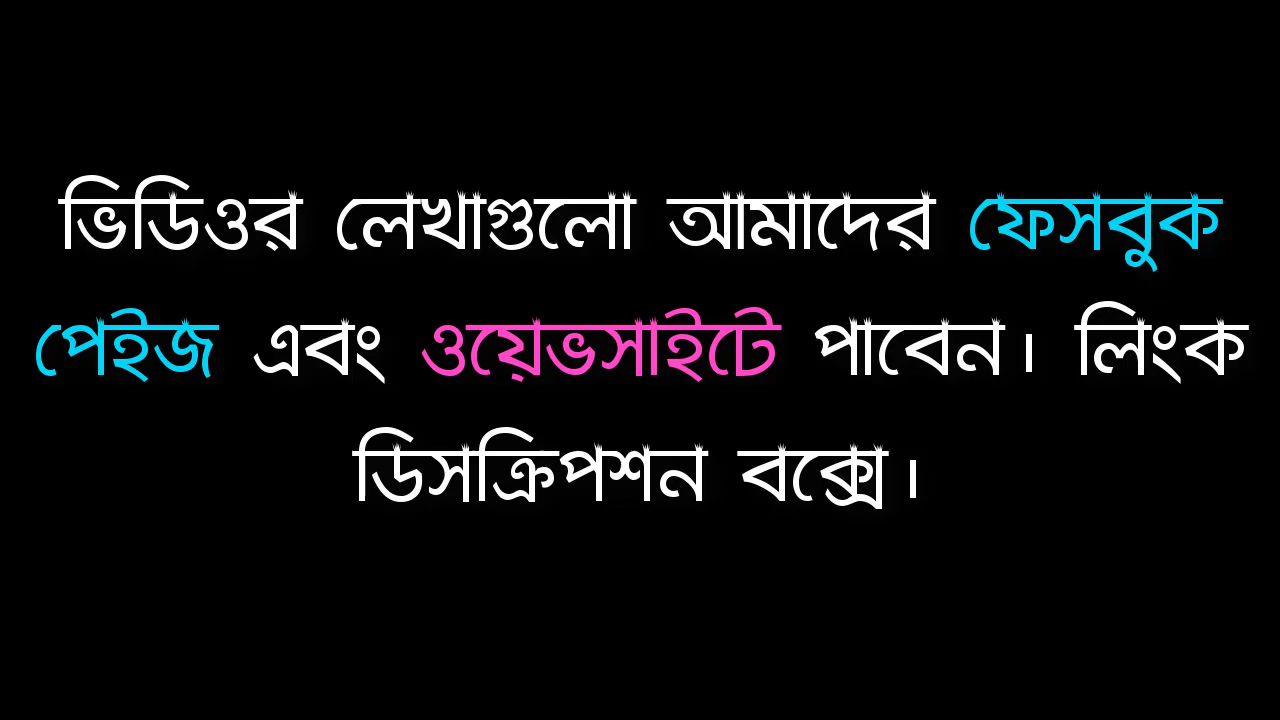 ভিডিওর লেখাগুলো আমাদের ফেসবুক
পেইজ এবং ওয়েভসাইটে পাবেন। লিংক
ডিসক্রিপশন বক্সে।